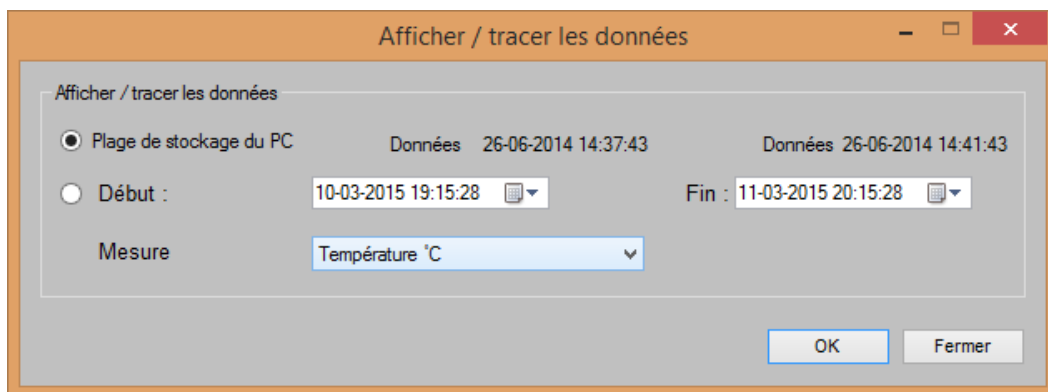 Afficher / tracer les données
Afficher / tracer les données
Plage de stockage du PC Données 26-06-2014 14:37:43 Données 26-06-2014 14:41:43
Début : 10-03-2015 19:15:28 Fin : 11-03-2015 20:15:28
Mesure Température °C
OK Fermer